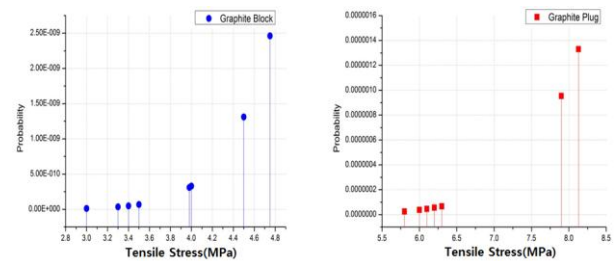 Graphite Block
2.50E-009
2.00E-009
1.50E-009
1.00E-009
5.00E-010
0.00E+000
Probability
2.8 3.0 3.2 3.4 3.6 3.8 4.0 4.2 4.4 4.6 4.8
Tensile Stress(MPa)
Graphite Plug
0.0000016
0.0000014
0.0000012
0.0000010
0.0000008
0.0000006
0.0000004
0.0000002
0.0000000
Probability
5.5 6.0 6.5 7.0 7.5 8.0 8.5
Tensile Stress(MPa)